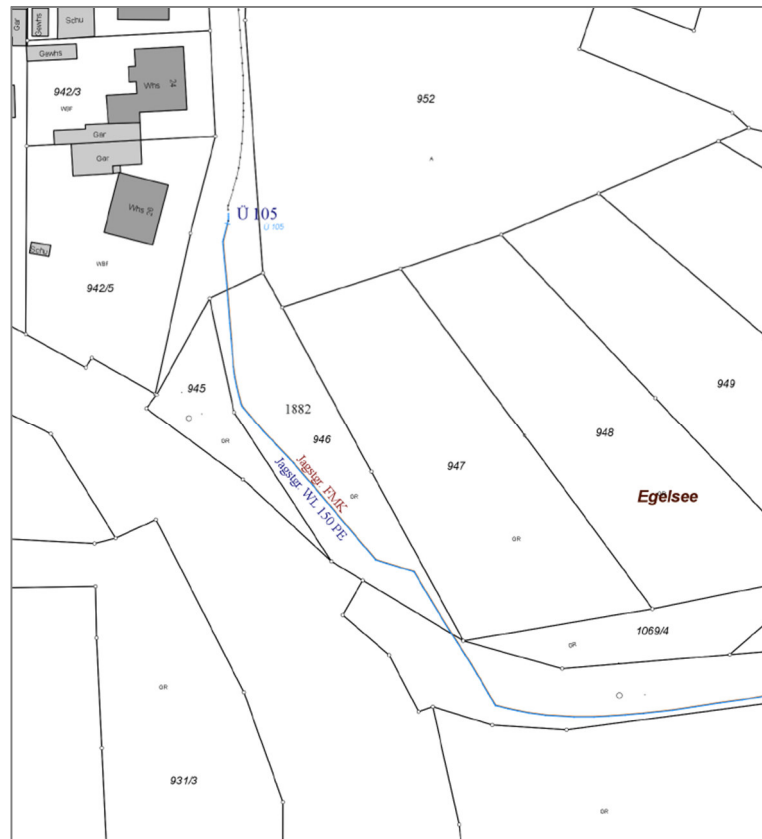 Gar
Gewhs
Schu
Gewhs
942/3
WBF
Whs
74
Gar
Gar
952
A
Whs
Ü 105
Ü 105
Schu
WBF
942/5
945
GR
1882
946
GR
Jagstgr. FMK
Jagstgr. WL 150 PE
947
GR
948
949
Egelsee
1069/4
GR
GR
931/3
GR